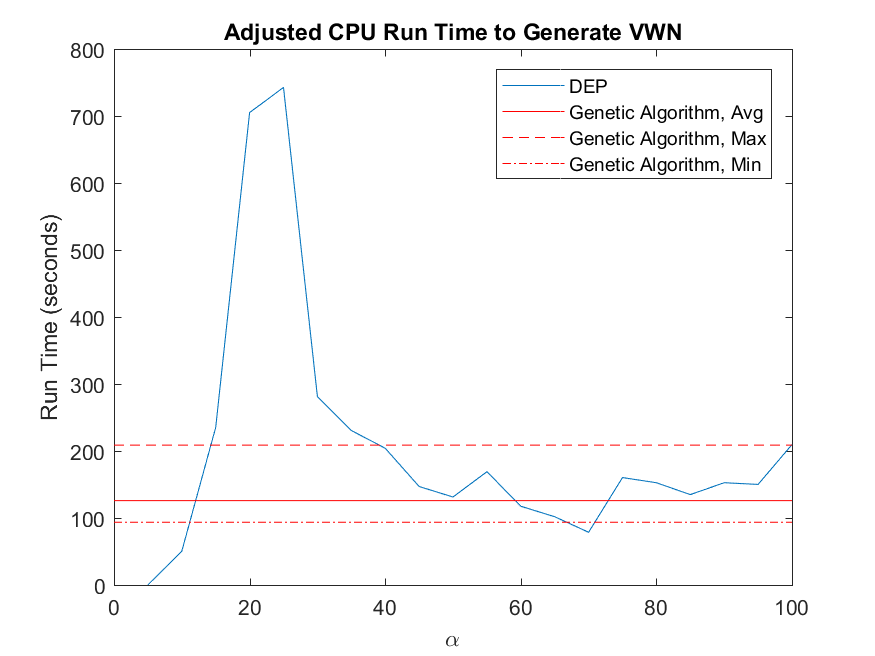 Adjusted CPU Run Time to Generate VWN
800
700
600
500
400
300
200
100
0
Run Time (seconds)
DEP
Genetic Algorithm, Avg
Genetic Algorithm, Max
Genetic Algorithm, Min
0 20 40 60 80 100
α